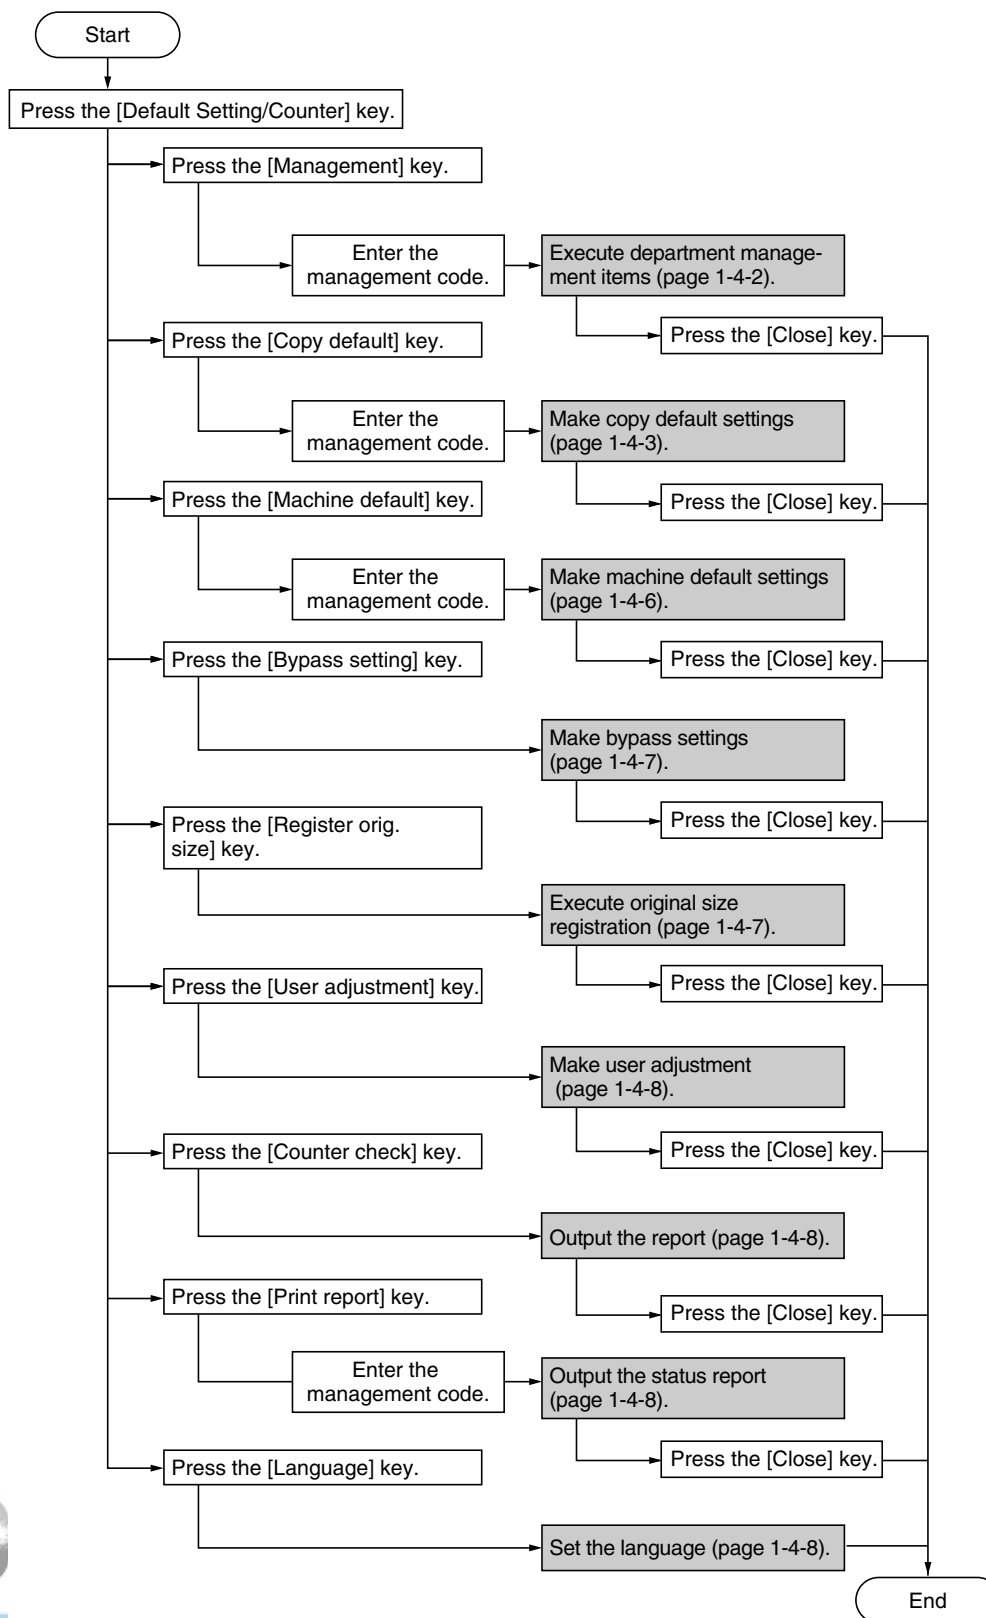 Start
Press the [Default Setting/Counter] key.
Press the [Management] key.
Enter the
management code.
Execute department manage-
ment items (page 1-4-2).
Press the [Close] key.
Press the [Copy default] key.
Enter the
management code.
Make copy default settings
(page 1-4-3).
Press the [Close] key.
Press the [Machine default] key.
Enter the
management code.
Make machine default settings
(page 1-4-6).
Press the [Close] key.
Press the [Bypass setting] key.
Make bypass settings
(page 1-4-7).
Press the [Close] key.
Press the [Register orig.
size] key.
Execute original size
registration (page 1-4-7).
Press the [Close] key.
Press the [User adjustment] key.
Make user adjustment
(page 1-4-8).
Press the [Close] key.
Press the [Counter check] key.
Output the report (page 1-4-8).
Press the [Close] key.
Press the [Print report] key.
Enter the
management code.
Output the status report
(page 1-4-8).
Press the [Close] key.
Press the [Language] key.
Set the language (page 1-4-8).
End